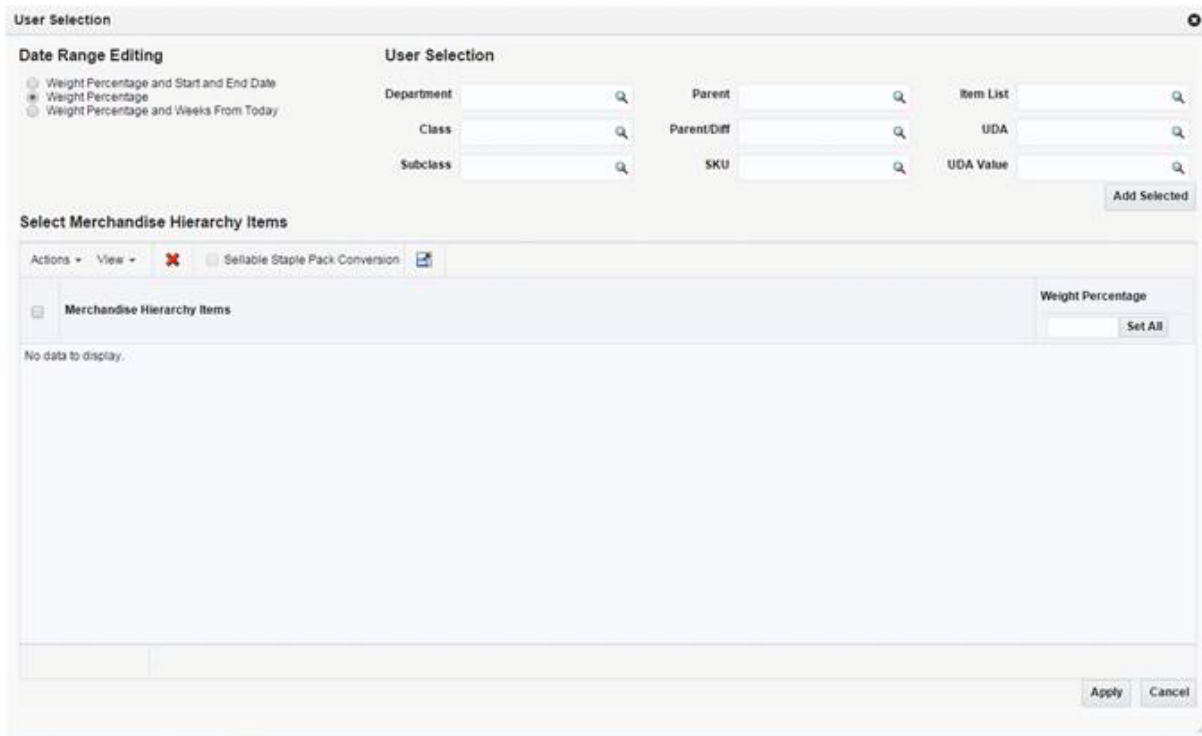 User Selection
Date Range Editing
Weight Percentage and Start and End Date
Weight Percentage
Weight Percentage and Weeks From Today
User Selection
Department
Parent
Item List
Class
Parent/Diff
UDA
Subclass
SKU
UDA Value
Add Selected
Select Merchandise Hierarchy Items
Actions View Sellable Staple Pack Conversion
Merchandise Hierarchy Items
Weight Percentage
Set All
No data to display.
Apply Cancel